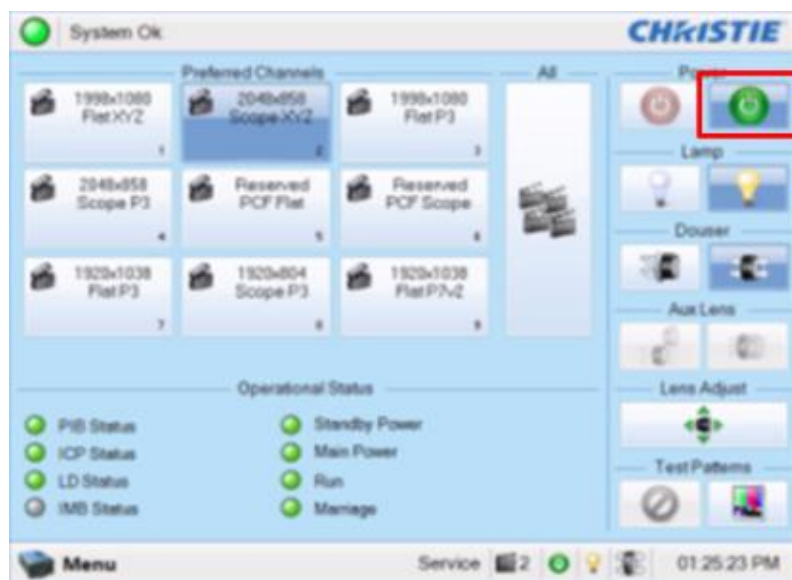 System Ok
CHRISTIE
Preferred Channels
All
Power
1998x1080
Flat XYZ
1
2048x858
Scope XYZ
2
1998x1080
Flat P3
3
Lamp
2048x858
Scope P3
4
Reserved
PCF Flat
5
Reserved
PCF Scope
6
Douser
1920x1038
Flat P3
7
1920x804
Scope P3
8
1920x1038
Flat P7v2
9
Aux Lens
Operational Status
Lens Adjust
PIB Status
Standby Power
ICP Status
Main Power
LD Status
Run
IMB Status
Marriage
Test Patterns
Menu
Service
2
01:25:23 PM